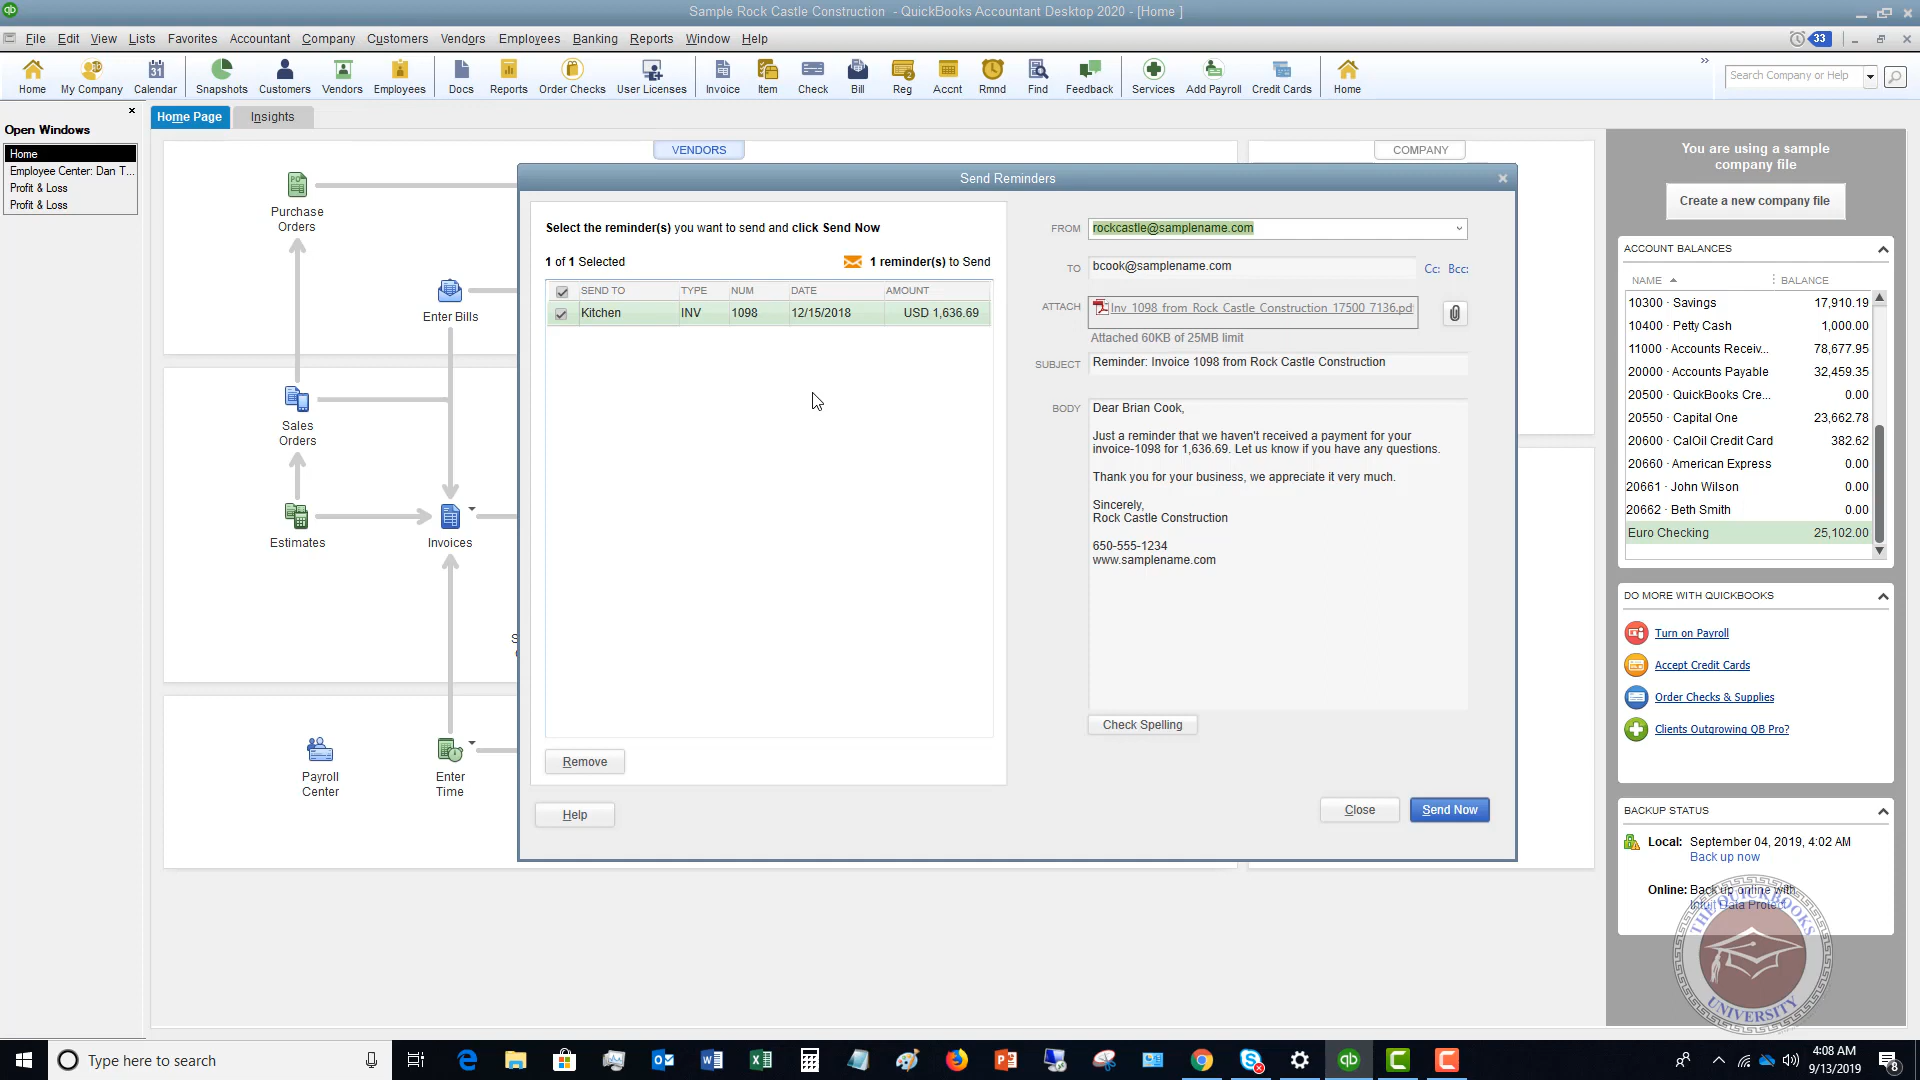 Sample Rock Castle Construction - QuickBooks Accountant Desktop 2020 - [Home ]
File Edit View Lists Favorites Accountant Company Customers Vendors Employees Banking Reports Window Help
33
Home My Company Calendar Snapshots Customers Vendors Employees Docs Reports Order Checks User Licenses Invoice Item Check Bill Reg Accnt Rmnd Find Feedback Services Add Payroll Credit Cards Home
Search Company or Help
Open Windows
Home
Employee Center: Dan T...
Profit & Loss
Profit & Loss
Home Page Insights
VENDORS
COMPANY
Purchase
Orders
Enter Bills
Sales
Orders
Estimates
Invoices
Payroll
Center
Enter
Time
Send Reminders
Select the reminder(s) you want to send and click Send Now
1 of 1 Selected
1 reminder(s) to Send
SEND TO TYPE NUM DATE AMOUNT
Kitchen INV 1098 12/15/2018 USD 1,636.69
Remove
Help
FROM rockcastle@samplename.com
TO bcook@samplename.com Cc: Bcc:
ATTACH Inv_1098_from_Rock_Castle_Construction_17500_7136.pd
Attached 60KB of 25MB limit
SUBJECT Reminder: Invoice 1098 from Rock Castle Construction
BODY Dear Brian Cook,
Just a reminder that we haven't received a payment for your
invoice-1098 for 1,636.69. Let us know if you have any questions.
Thank you for your business, we appreciate it very much.
Sincerely,
Rock Castle Construction
650-555-1234
www.samplename.com
Check Spelling
Close Send Now
You are using a sample
company file
Create a new company file
ACCOUNT BALANCES
NAME BALANCE
10300 · Savings 17,910.19
10400 · Petty Cash 1,000.00
11000 · Accounts Receiv... 78,677.95
20000 · Accounts Payable 32,459.35
20500 · QuickBooks Cre... 0.00
20550 · Capital One 23,662.78
20600 · CalOil Credit Card 382.62
20660 · American Express 0.00
20661 · John Wilson 0.00
20662 · Beth Smith 0.00
Euro Checking 25,102.00
DO MORE WITH QUICKBOOKS
Turn on Payroll
Accept Credit Cards
Order Checks & Supplies
Clients Outgrowing QB Pro?
BACKUP STATUS
Local: September 04, 2019, 4:02 AM
Back up now
Online: Back up online with
Intuit Data Protect
THE QUICKBOOKS
UNIVERSITY
Type here to search
4:08 AM
9/13/2019
8